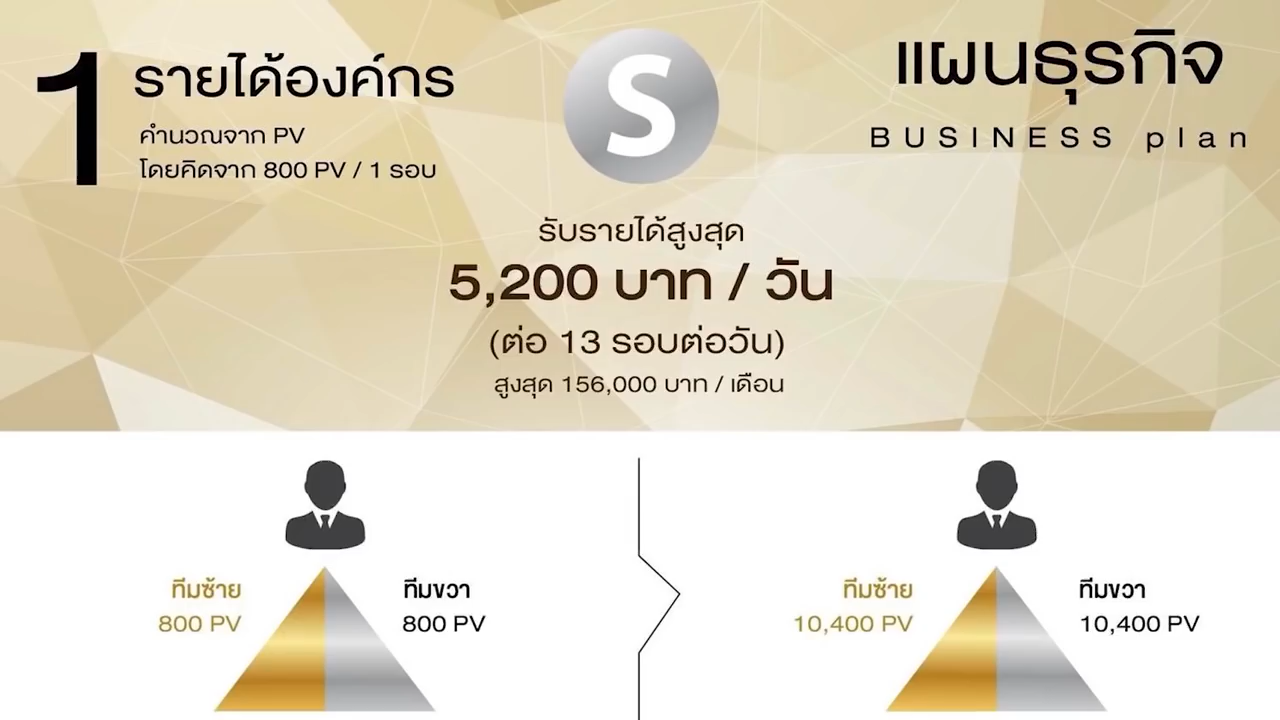 1
รายได้องค์กร
คำนวณจาก PV
โดยคิดจาก 800 PV / 1 รอบ
S
แผนธุรกิจ
BUSINESS plan
รับรายได้สูงสุด
5,200 บาท / วัน
(ต่อ 13 รอบต่อวัน)
สูงสุด 156,000 บาท / เดือน
ทีมซ้าย
800 PV
ทีมขวา
800 PV
ทีมซ้าย
10,400 PV
ทีมขวา
10,400 PV